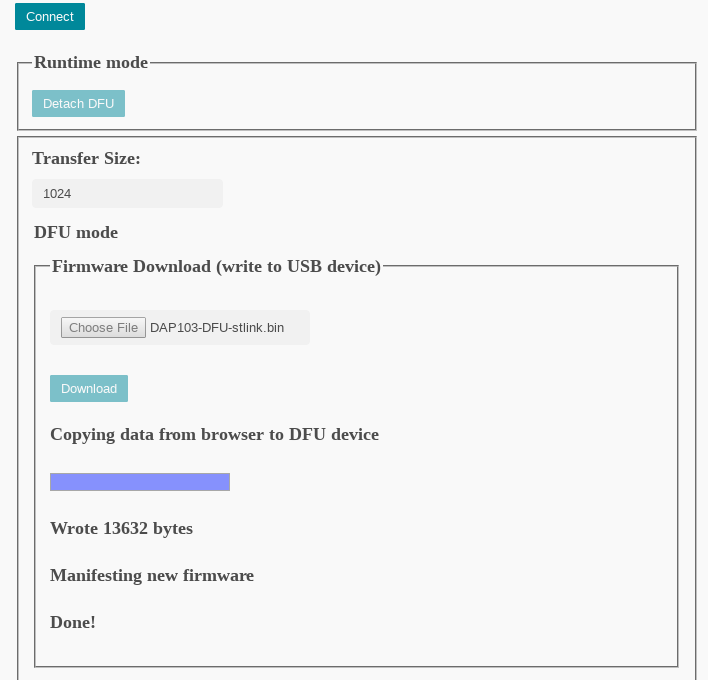 Connect
Runtime mode
Detach DFU
Transfer Size:
1024
DFU mode
Firmware Download (write to USB device)
Choose File DAP103-DFU-stlink.bin
Download
Copying data from browser to DFU device
Wrote 13632 bytes
Manifesting new firmware
Done!